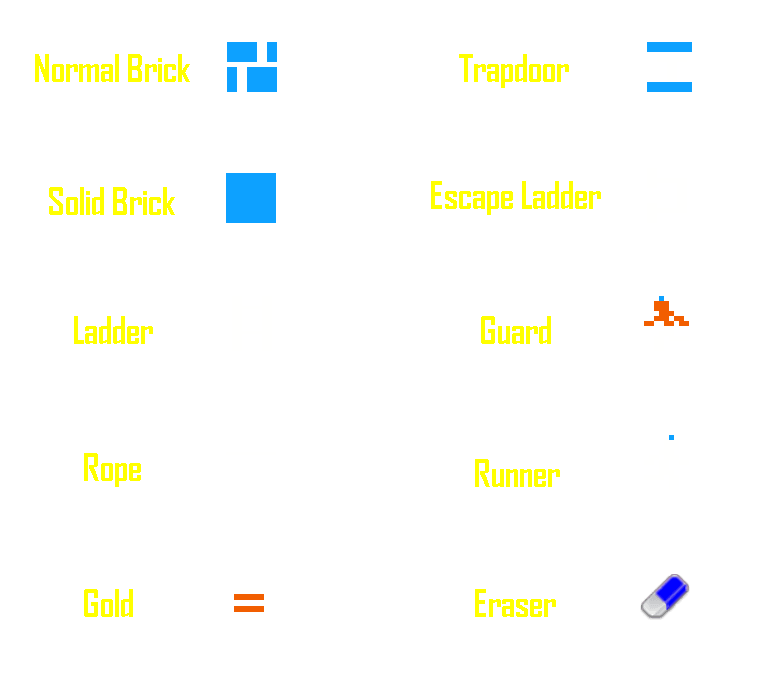 Normal Brick
Trapdoor
Solid Brick
Escape Ladder
Ladder
Guard
Rope
Runner
Gold
Eraser